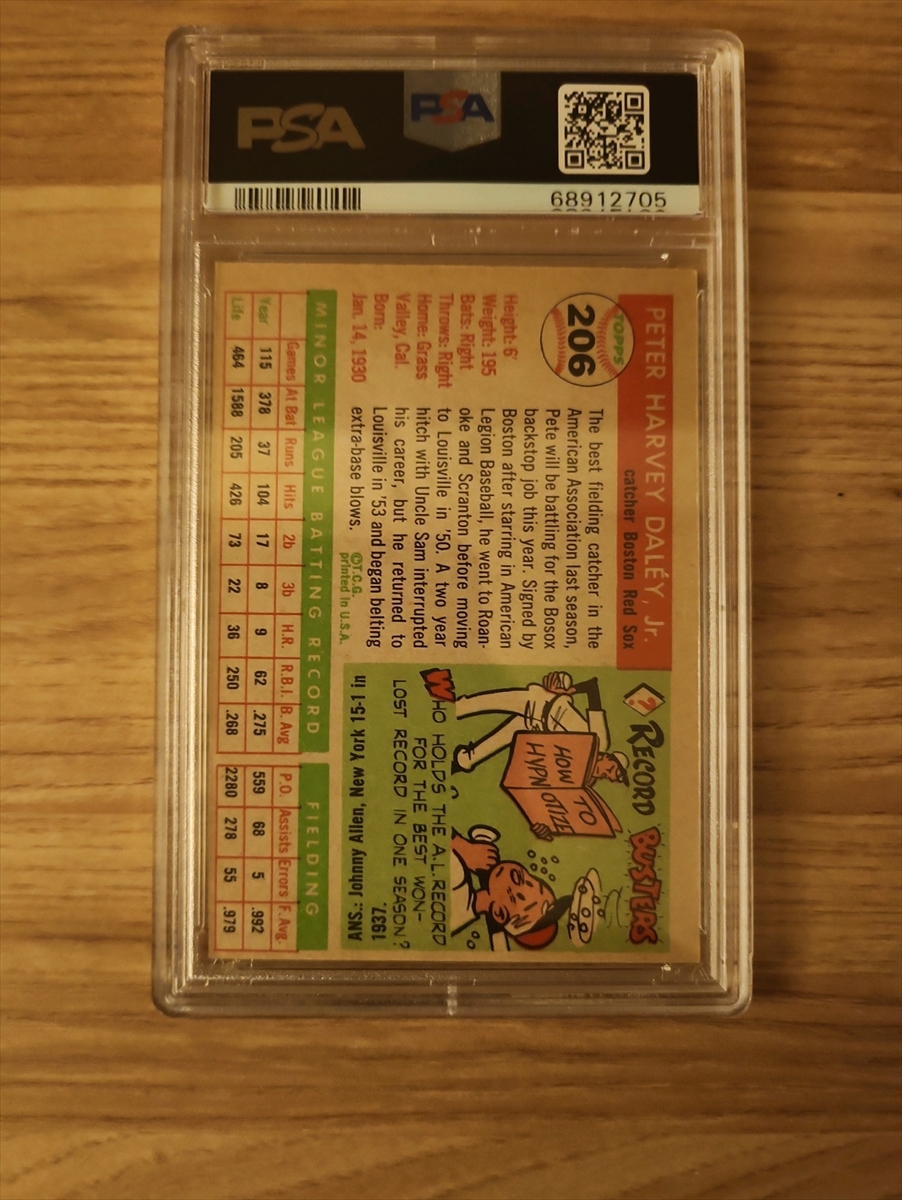 PSA
PSA
68912705
PETER HARVEY DALEY, Jr.
catcher Boston Red Sox
TOPPS
206
Height: 6'
Weight: 195
Bats: Right
Throws: Right
Home: Grass
Valley, Cal.
Born:
Jan. 14, 1930
The best fielding catcher in the
American Association last season,
Pete will be battling for the Bosox
backstop job this year. Signed by
Boston after starring in American
Legion Baseball, he went to Roan-
oke and Scranton before moving
to Louisville in '50. A two year
hitch with Uncle Sam interrupted
his career, but he returned to
Louisville in '53 and began belting
extra-base blows.
©T.C.G.
printed in U.S.A.
? RECORD BUSTERS
HOW TO
HYPNOTIZE
WHO HOLDS THE A.L. RECORD
FOR THE BEST WON-
LOST RECORD IN ONE SEASON?
ANS.: Johnny Allen, New York 15-1 in
1937.
MINOR LEAGUE BATTING RECORD
FIELDING
Games At Bat Runs Hits 2b 3b H.R. R.B.I. B. Avg P.O. Assists Errors F. Avg.
Year 115 378 37 104 17 8 9 62 .275 559 68 5 .992
Life 464 1588 205 426 73 22 36 250 .268 2280 278 55 .979